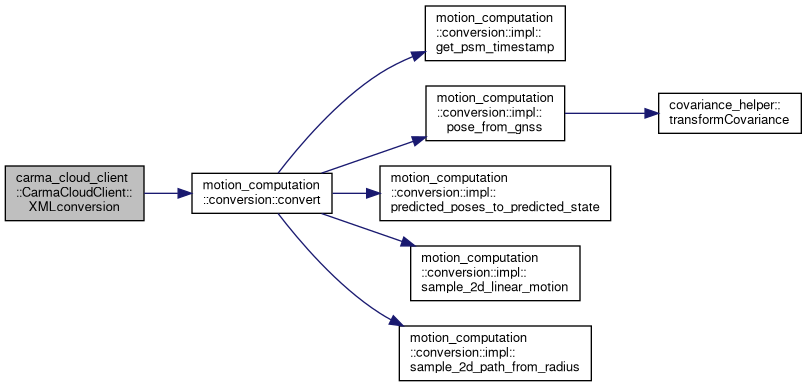 carma_cloud_client
::CarmaCloudClient::
XMLconversion
motion_computation
::conversion::convert
motion_computation
::conversion::impl::
get_psm_timestamp
motion_computation
::conversion::impl::
pose_from_gnss
covariance_helper::
transformCovariance
motion_computation
::conversion::impl::
predicted_poses_to_predicted_state
motion_computation
::conversion::impl::
sample_2d_linear_motion
motion_computation
::conversion::impl::
sample_2d_path_from_radius